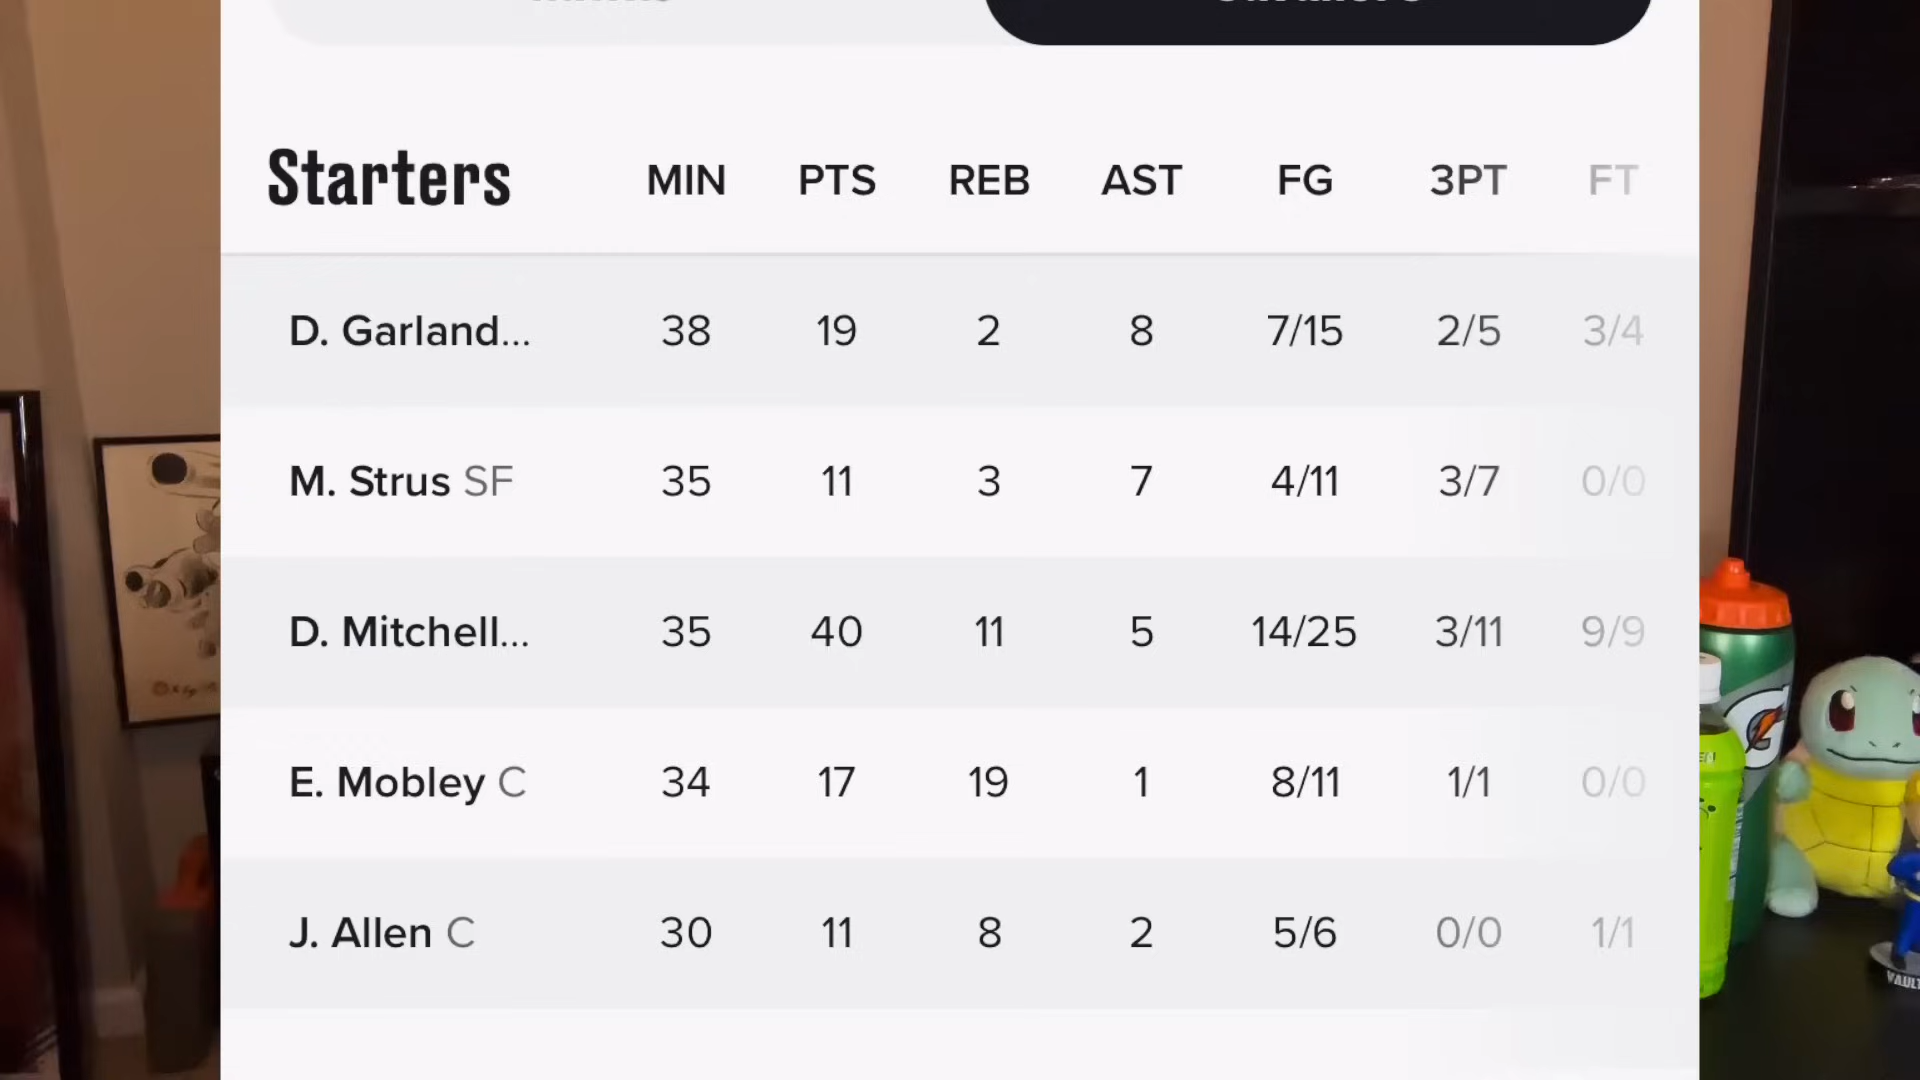 Starters MIN PTS REB AST FG 3PT FT
D. Garland... 38 19 2 8 7/15 2/5 3/4
M. Strus SF 35 11 3 7 4/11 3/7 0/0
D. Mitchell... 35 40 11 5 14/25 3/11 9/9
E. Mobley C 34 17 19 1 8/11 1/1 0/0
J. Allen C 30 11 8 2 5/6 0/0 1/1